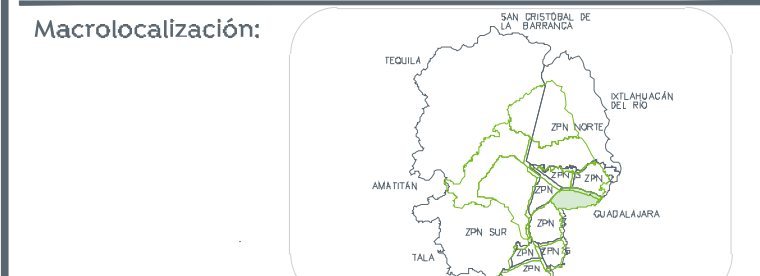 Macrolocalización:
SAN CRISTÓBAL DE
LA BARRANCA
TEQUILA
IXTLAHUACÁN
DEL RÍO
ZPN NORTE
ZPN
ZPN
AMATITÁN
ZPN
GUADALAJARA
ZPN
ZPN SUR
TALA
ZPN
ZPN
ZPN